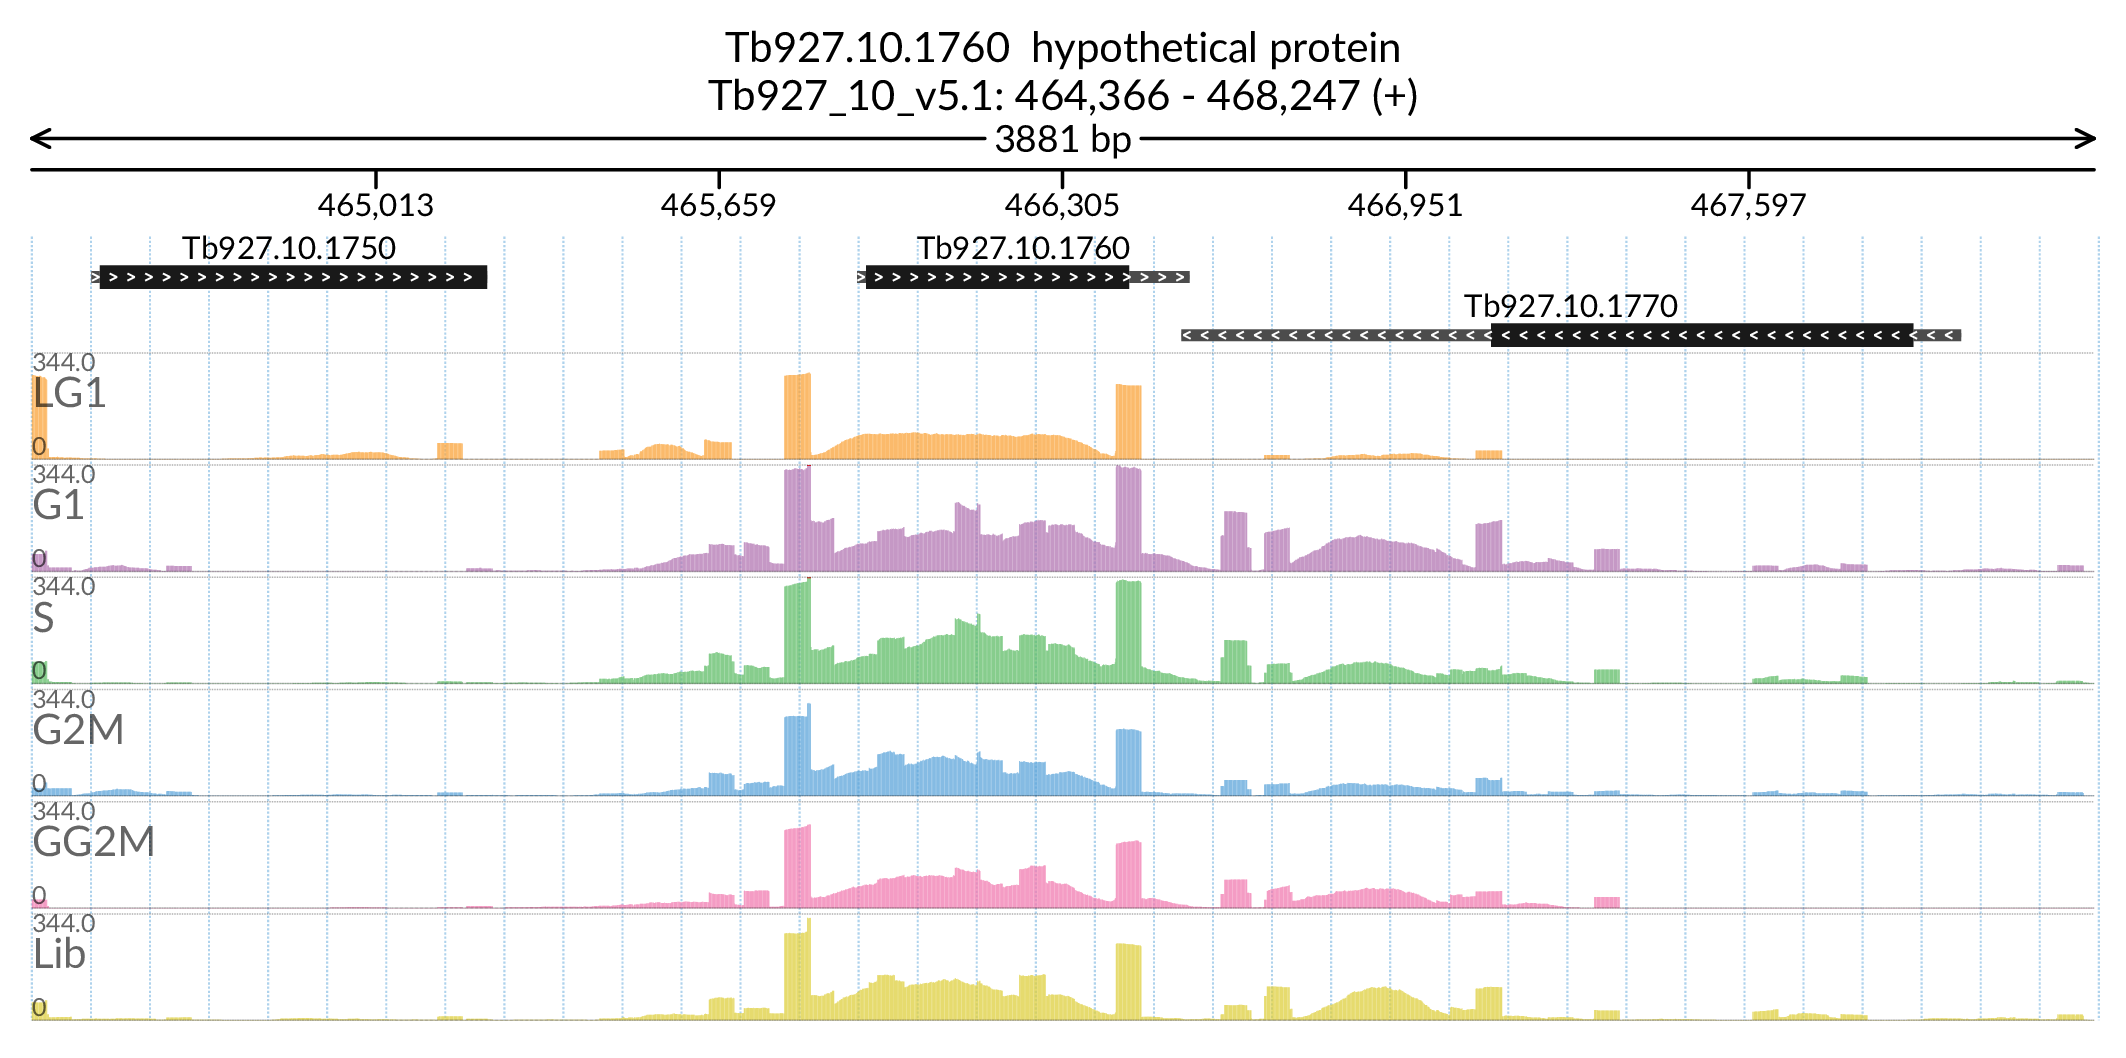 Tb927.10.1760 hypothetical protein
Tb927_10_v5.1: 464,366 - 468,247 (+)
3881 bp
465,013 465,659 466,305 466,951 467,597
Tb927.10.1750 Tb927.10.1760
Tb927.10.1770
344.0
LG1
0
344.0
G1
0
344.0
S
0
344.0
G2M
0
344.0
GG2M
0
344.0
Lib
0